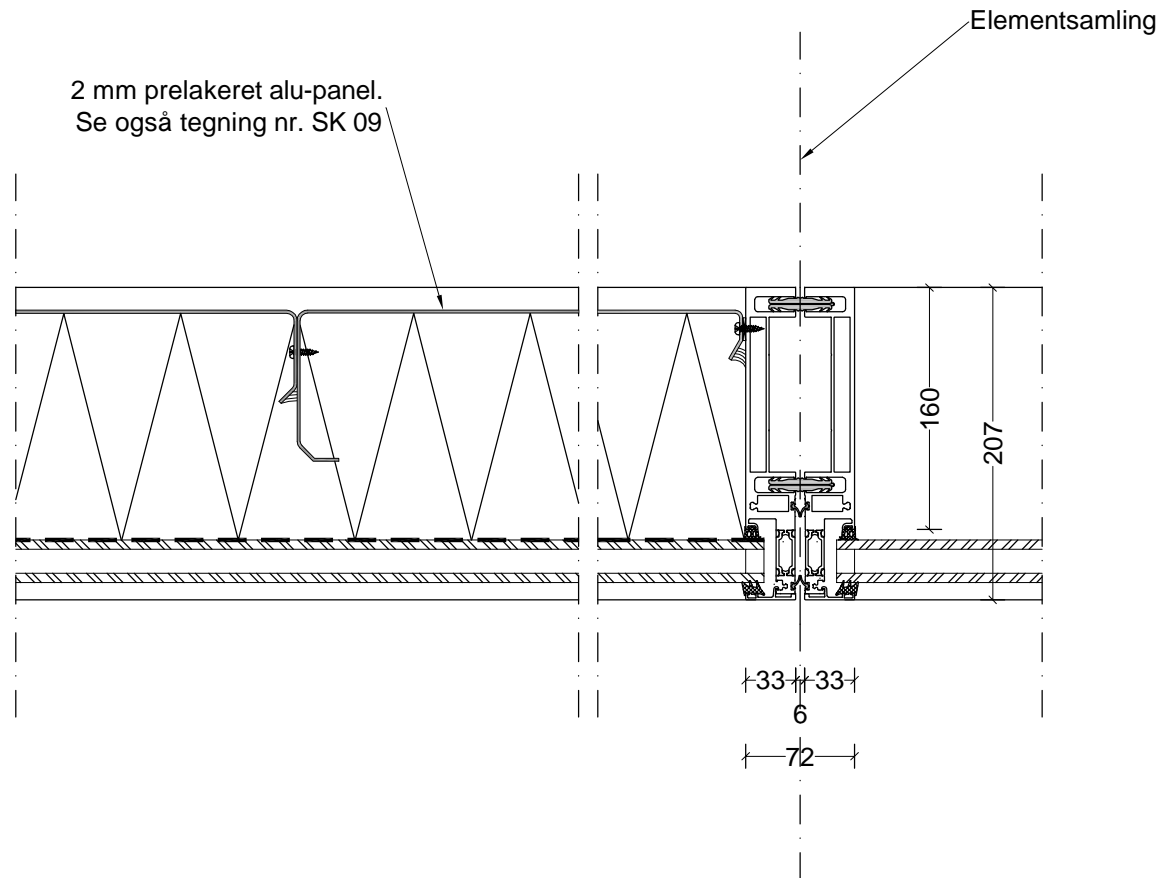 Elementsamling
2 mm prelakeret alu-panel.
Se også tegning nr. SK 09
160
207
33
33
6
72